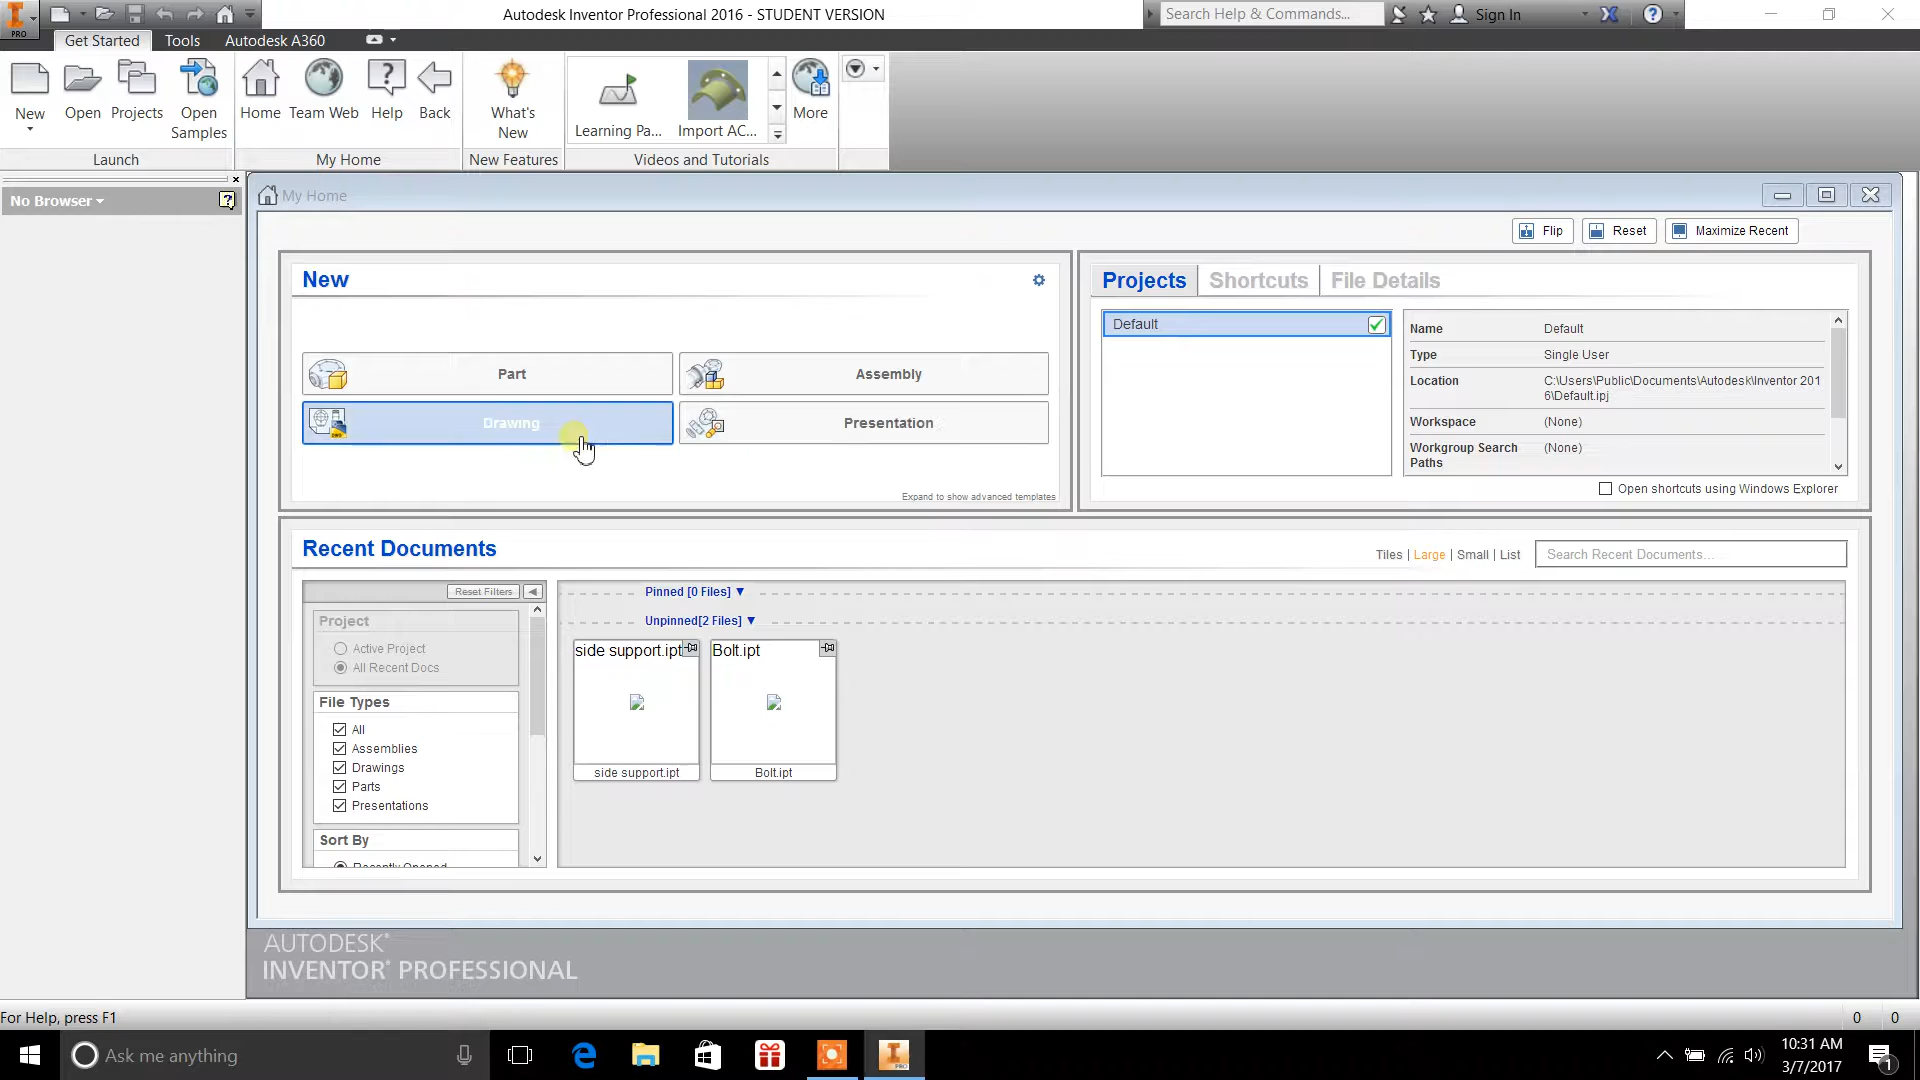 Autodesk Inventor Professional 2016 - STUDENT VERSION
Search Help & Commands...
Sign In
PRO
Get Started
Tools
Autodesk A360
New
Open
Projects
Open
Samples
Home
Team Web
Help
Back
What's
New
Learning Pa...
Import AC...
More
Launch
My Home
New Features
Videos and Tutorials
No Browser
My Home
Flip
Reset
Maximize Recent
New
Part
Assembly
Drawing
Presentation
Expand to show advanced templates
Projects
Shortcuts
File Details
Default
Name Default
Type Single User
Location C:\Users\Public\Documents\Autodesk\Inventor 201
6\Default.ipj
Workspace (None)
Workgroup Search (None)
Paths
Open shortcuts using Windows Explorer
Recent Documents
Tiles | Large | Small | List
Search Recent Documents...
Reset Filters
Project
Active Project
All Recent Docs
File Types
All
Assemblies
Drawings
Parts
Presentations
Sort By
Recently Opened
Pinned [0 Files]
Unpinned[2 Files]
side support.ipt
Bolt.ipt
side support.ipt
Bolt.ipt
AUTODESK®
INVENTOR® PROFESSIONAL
For Help, press F1
0 0
Ask me anything
PRO
10:31 AM
3/7/2017
1